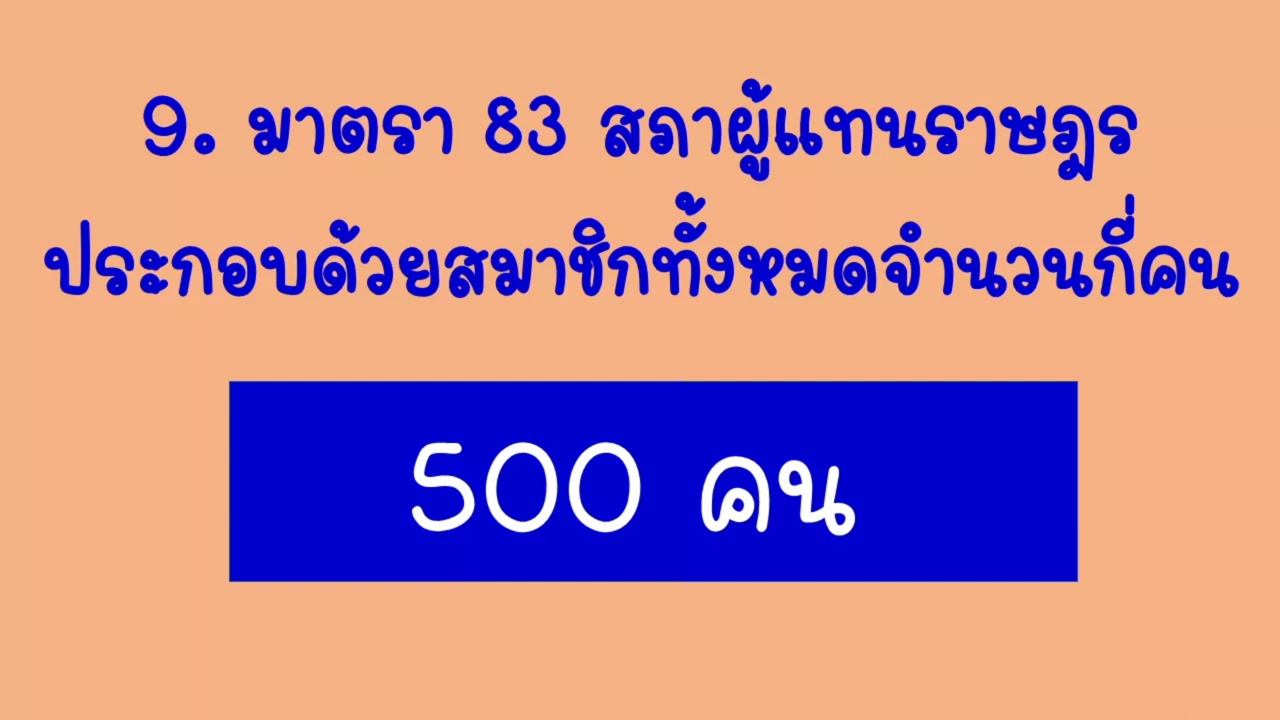 9. มาตรา 83 สภาผู้แทนราษฎร
ประกอบด้วยสมาชิกทั้งหมดจำนวนกี่คน
500 คน